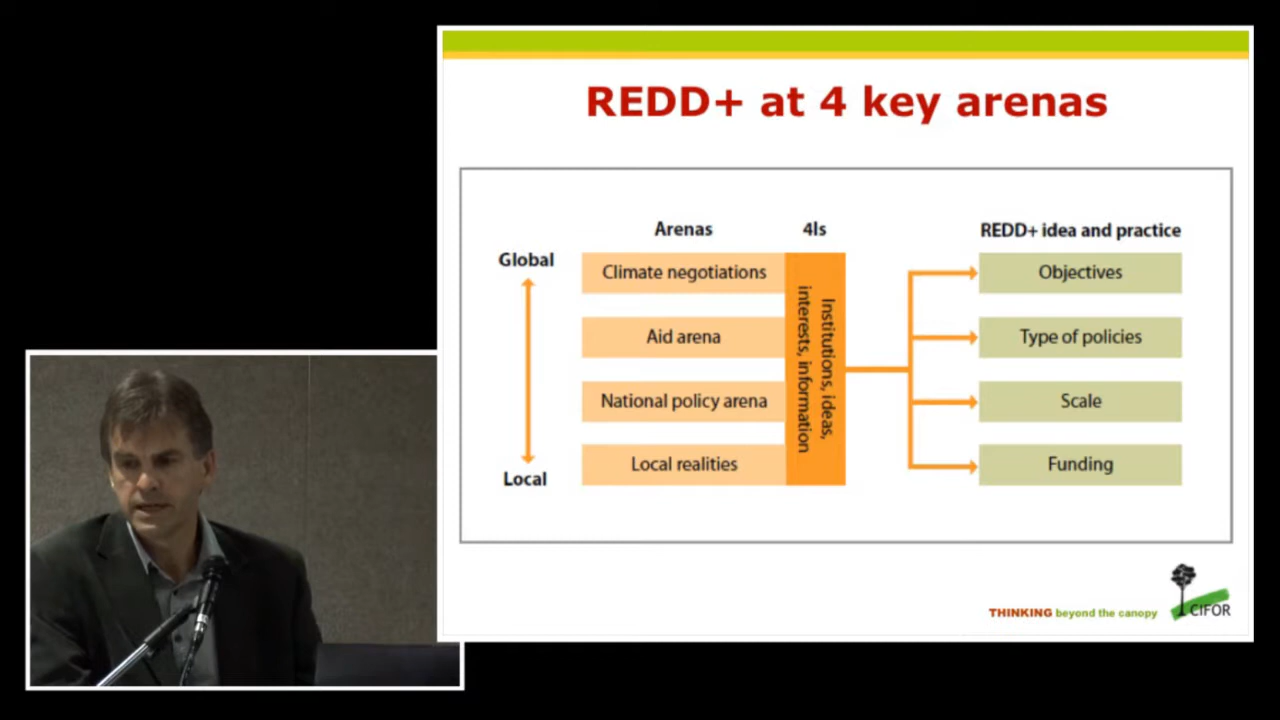 REDD+ at 4 key arenas
Arenas
4Is
REDD+ idea and practice
Global
Climate negotiations
Objectives
Aid arena
Type of policies
Institutions, ideas,
interests, information
National policy arena
Scale
Local realities
Funding
Local
THINKING beyond the canopy
CIFOR